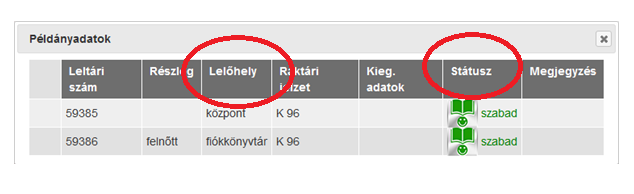 Példányadatok
Leltári szám Részleg Lelőhely Raktári jelzet Kieg. adatok Státusz Megjegyzés
59385 központ K 96 szabad
59386 felnőtt fiókkönyvtár K 96 szabad